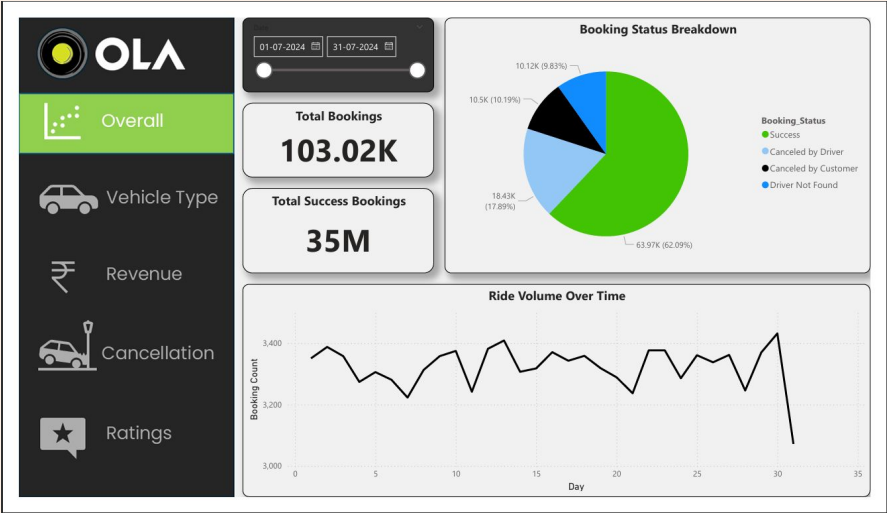 OLA
Overall
Vehicle Type
Revenue
Cancellation
Ratings
01-07-2024
31-07-2024
Total Bookings
103.02K
Total Success Bookings
35M
Booking Status Breakdown
10.12K (9.83%)
10.5K (10.19%)
18.43K
(17.89%)
63.97K (62.09%)
Booking_Status
Success
Canceled by Driver
Canceled by Customer
Driver Not Found
Ride Volume Over Time
Booking Count
3,400
3,200
3,000
0 5 10 15 20 25 30 35
Day